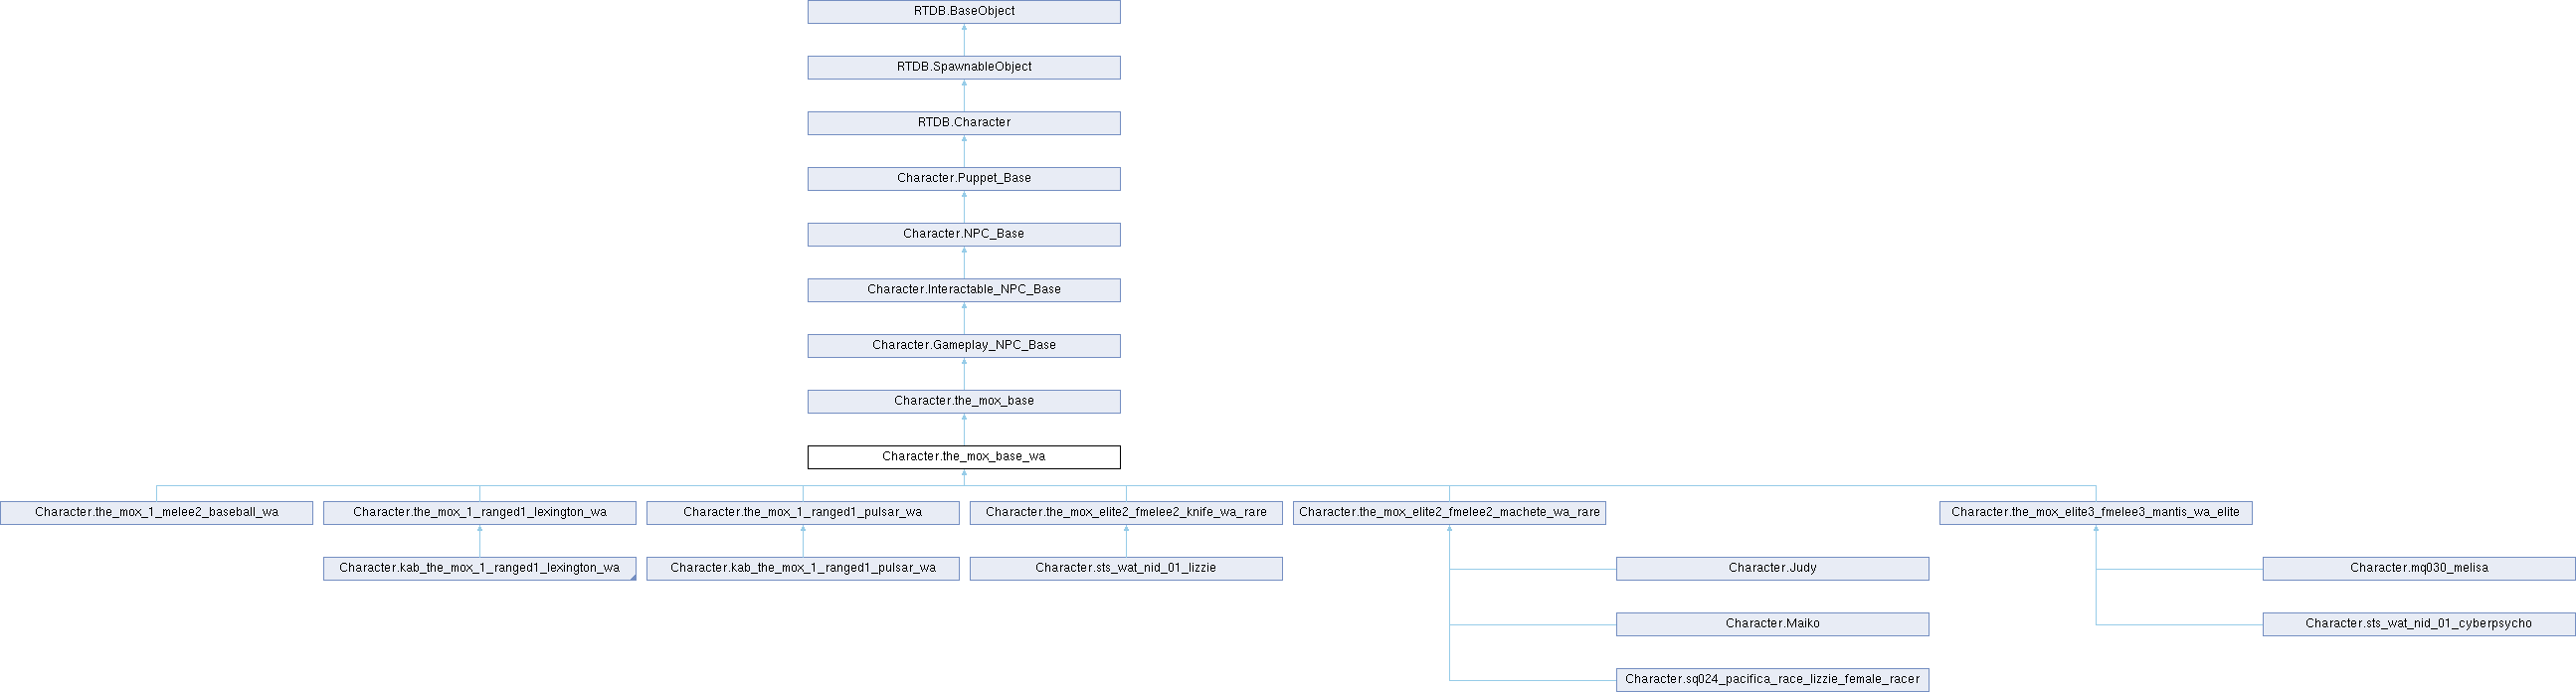 RTDB.BaseObject
RTDB.SpawnableObject
RTDB.Character
Character.Puppet_Base
Character.NPC_Base
Character.Interactable_NPC_Base
Character.Gameplay_NPC_Base
Character.the_mox_base
Character.the_mox_base_wa
Character.the_mox_1_melee2_baseball_wa
Character.the_mox_1_ranged1_lexington_wa
Character.the_mox_1_ranged1_pulsar_wa
Character.the_mox_elite2_fmelee2_knife_wa_rare
Character.the_mox_elite2_fmelee2_machete_wa_rare
Character.the_mox_elite3_fmelee3_mantis_wa_elite
Character.kab_the_mox_1_ranged1_lexington_wa
Character.kab_the_mox_1_ranged1_pulsar_wa
Character.sts_wat_nid_01_lizzie
Character.Judy
Character.mq030_melisa
Character.Maiko
Character.sts_wat_nid_01_cyberpsycho
Character.sq024_pacifica_race_lizzie_female_racer